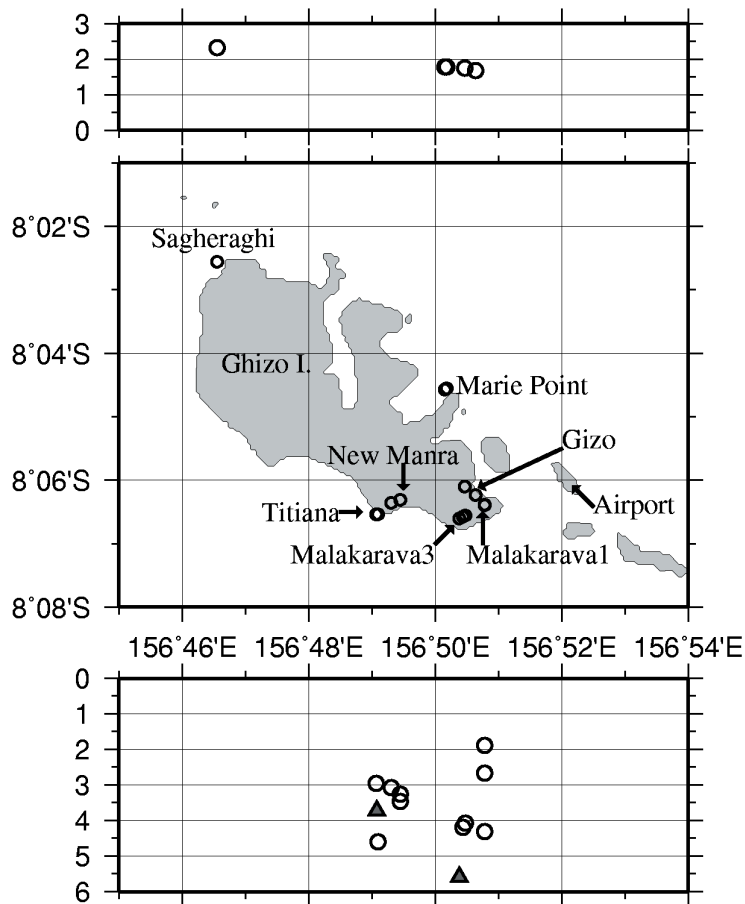 3
2
1
0
8°02'S
Sagheraghi
8°04'S
Ghizo I.
Marie Point
Gizo
New Manra
8°06'S
Airport
Titiana
Malakarava3 Malakarava1
8°08'S
156°46'E 156°48'E 156°50'E 156°52'E 156°54'E
0
1
2
3
4
5
6